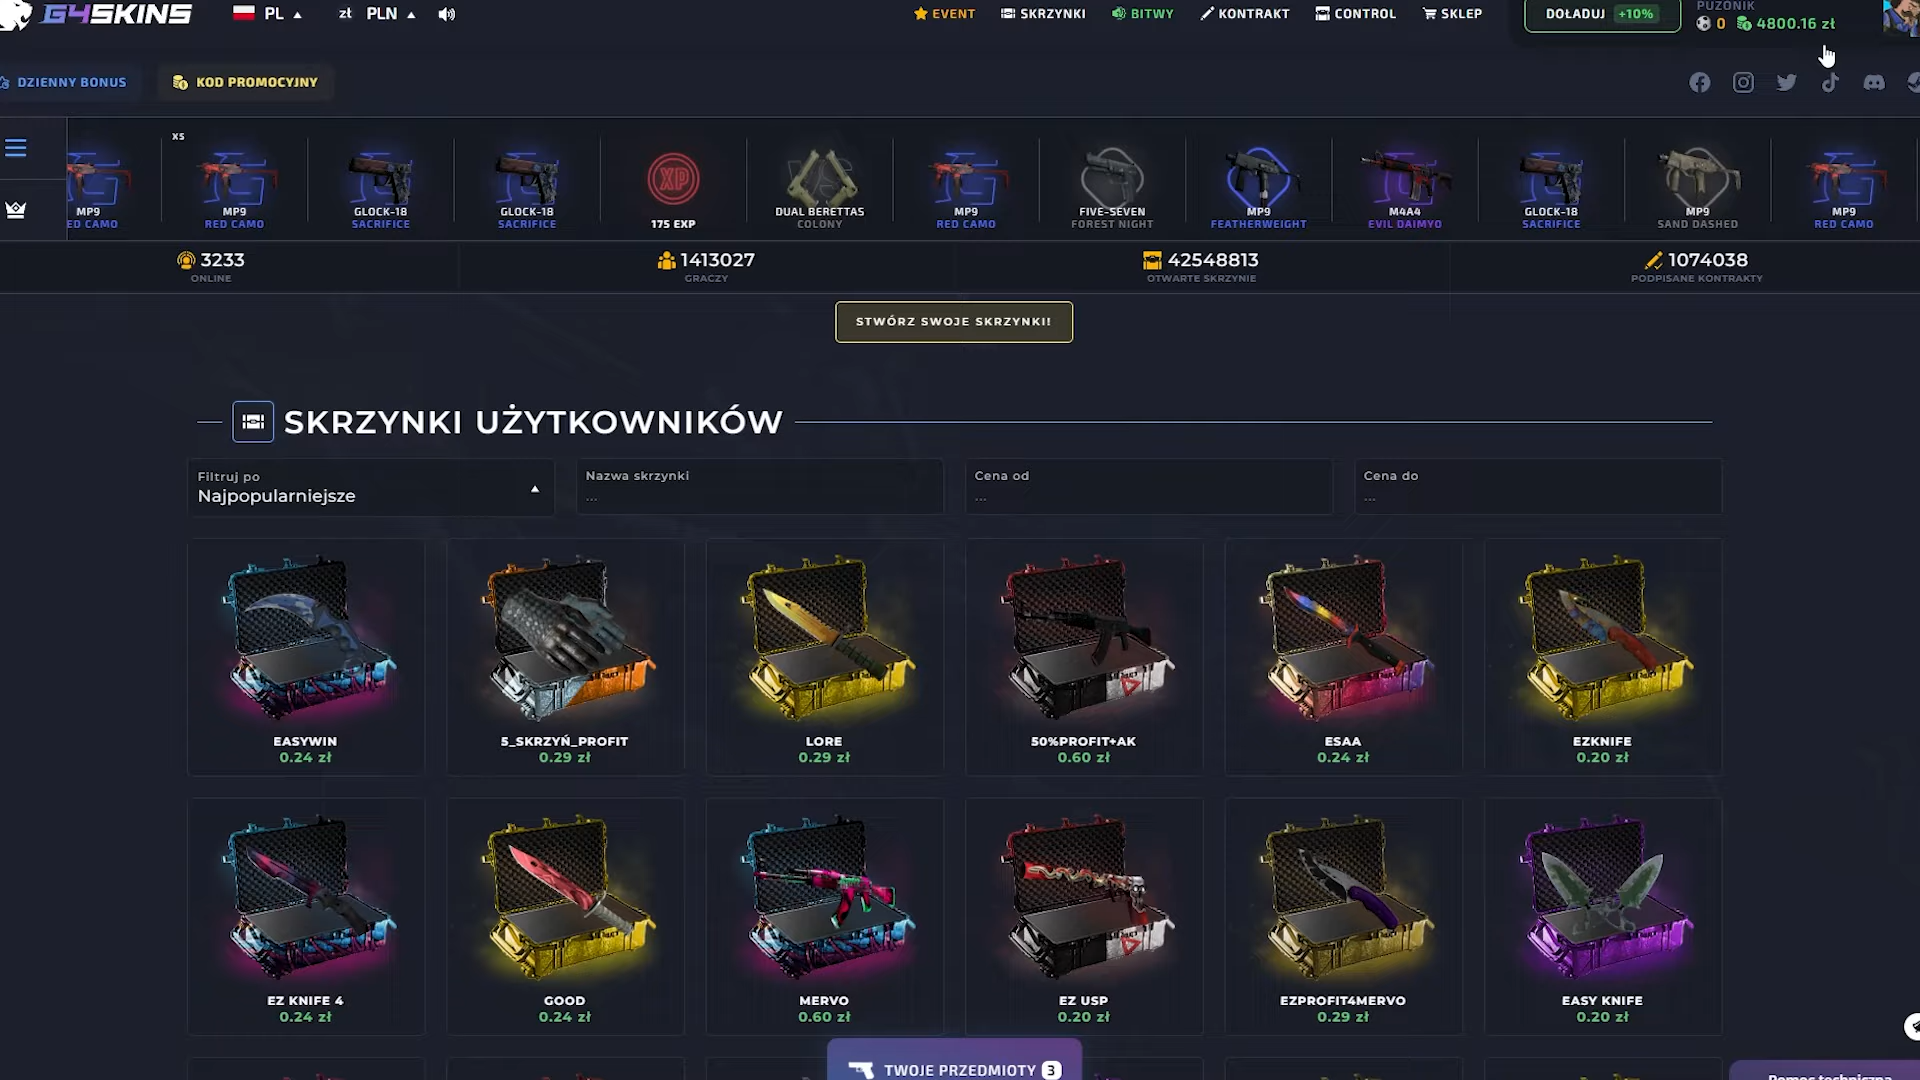 G4SKINS
PL
zł PLN
EVENT
SKRZYNKI
BITWY
KONTRAKT
CONTROL
SKLEP
DOŁADUJ +10%
PUZONIK
0 4800.16 zł
DZIENNY BONUS
KOD PROMOCYJNY
MP9
ED CAMO
X5
MP9
RED CAMO
GLOCK-18
SACRIFICE
GLOCK-18
SACRIFICE
XP
175 EXP
DUAL BERETTAS
COLONY
MP9
RED CAMO
FIVE-SEVEN
FOREST NIGHT
MP9
FEATHERWEIGHT
M4A4
EVIL DAIMYO
GLOCK-18
SACRIFICE
MP9
SAND DASHED
MP9
RED CAMO
3233
ONLINE
1413027
GRACZY
42548813
OTWARTE SKRZYNIE
1074038
PODPISANE KONTRAKTY
STWÓRZ SWOJE SKRZYNKI!
SKRZYNKI UŻYTKOWNIKÓW
Filtruj po
Najpopularniejsze
Nazwa skrzynki
...
Cena od
...
Cena do
...
EASYWIN
0.24 zł
5_SKRZYŃ_PROFIT
0.29 zł
LORE
0.29 zł
50%PROFIT+AK
0.60 zł
ESAA
0.24 zł
EZKNIFE
0.20 zł
EZ KNIFE 4
0.24 zł
GOOD
0.24 zł
MERVO
0.60 zł
EZ USP
0.20 zł
EZPROFIT4MERVO
0.29 zł
EASY KNIFE
0.20 zł
TWOJE PRZEDMIOTY 3
Pomoc techniczna